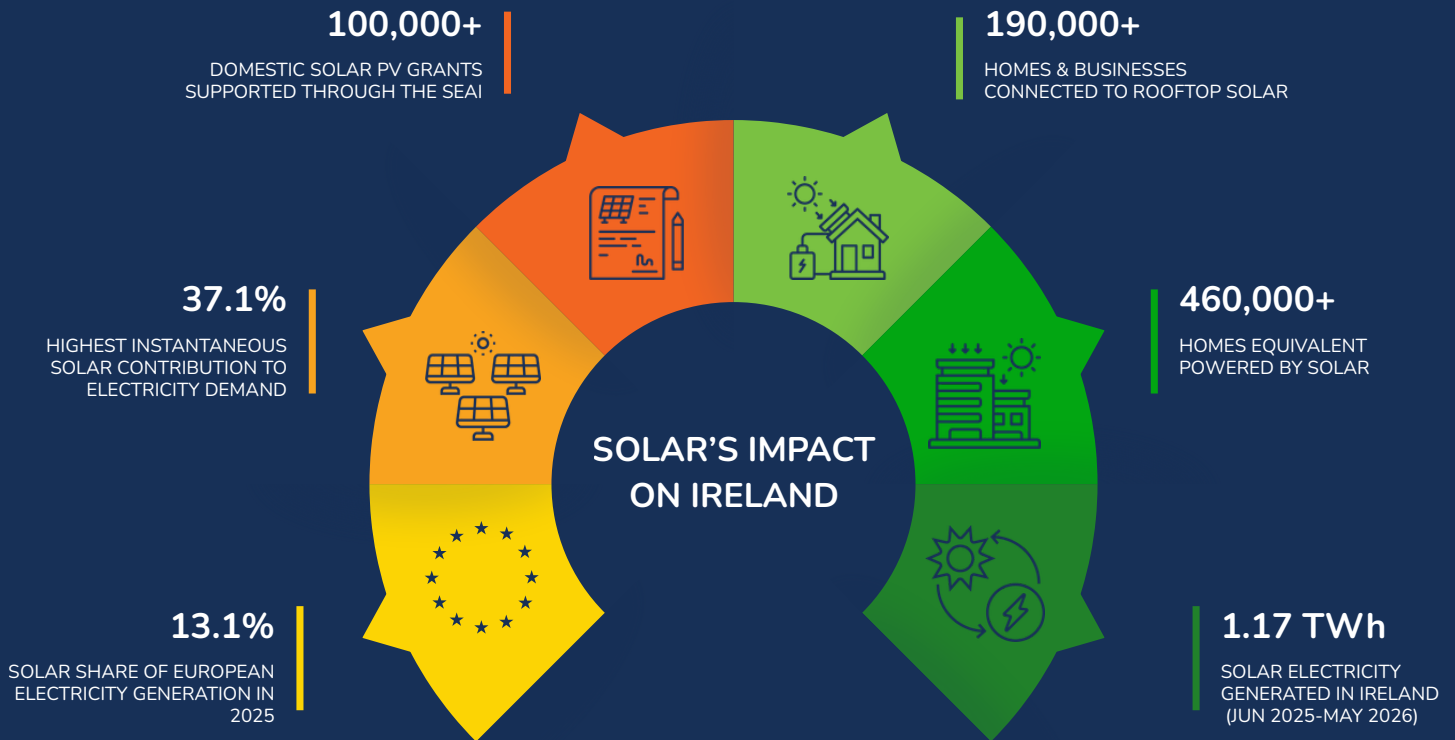 100,000+
DOMESTIC SOLAR PV GRANTS
SUPPORTED THROUGH THE SEAI
190,000+
HOMES & BUSINESSES
CONNECTED TO ROOFTOP SOLAR
37.1%
HIGHEST INSTANTANEOUS
SOLAR CONTRIBUTION TO
ELECTRICITY DEMAND
460,000+
HOMES EQUIVALENT
POWERED BY SOLAR
SOLAR’S IMPACT
ON IRELAND
13.1%
SOLAR SHARE OF EUROPEAN
ELECTRICITY GENERATION IN
2025
1.17 TWh
SOLAR ELECTRICITY
GENERATED IN IRELAND
(JUN 2025-MAY 2026)